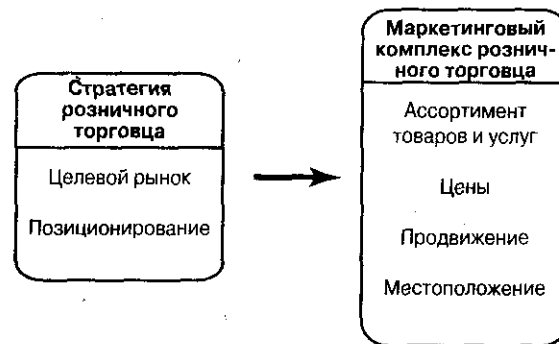 Стратегия
розничного
торговца
Целевой рынок
Позиционирование
Маркетинговый
комплекс рознич-
ного торговца
Ассортимент
товаров и услуг
Цены
Продвижение
Местоположение